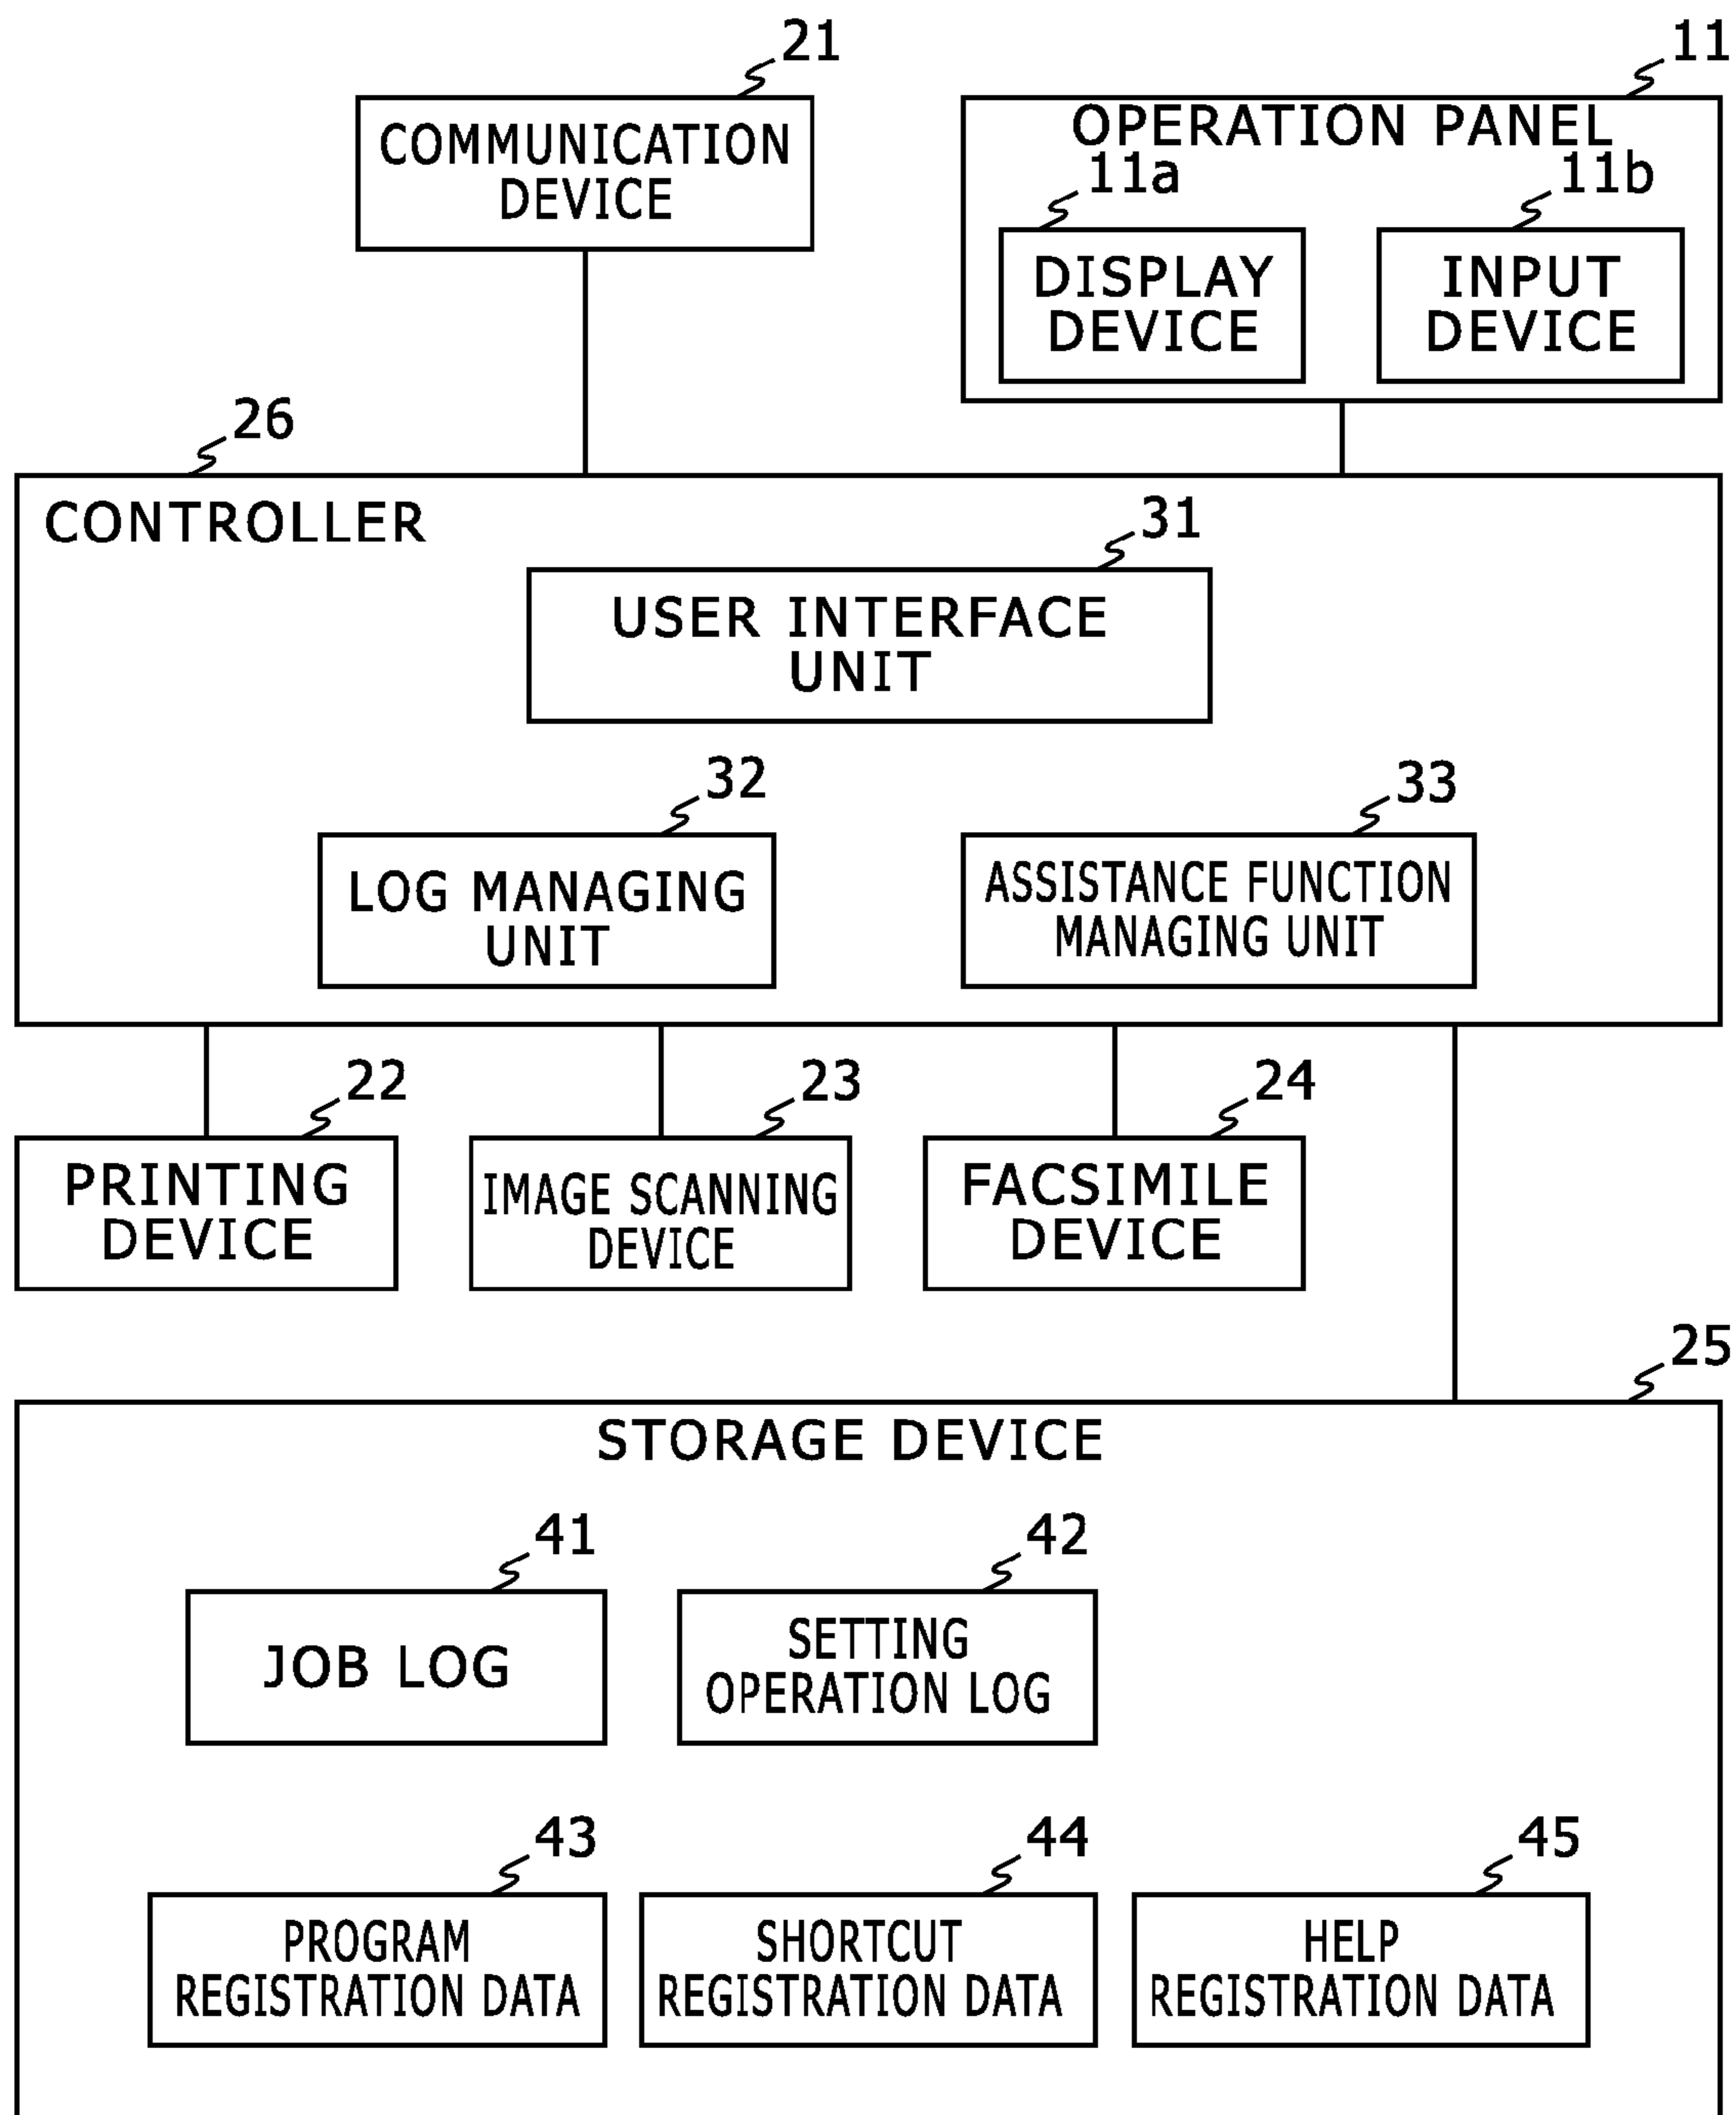 21
COMMUNICATION
DEVICE
11
OPERATION PANEL
11a
DISPLAY
DEVICE
11b
INPUT
DEVICE
26
CONTROLLER
31
USER INTERFACE
UNIT
32
LOG MANAGING
UNIT
33
ASSISTANCE FUNCTION
MANAGING UNIT
22
PRINTING
DEVICE
23
IMAGE SCANNING
DEVICE
24
FACSIMILE
DEVICE
25
STORAGE DEVICE
41
JOB LOG
42
SETTING
OPERATION LOG
43
PROGRAM
REGISTRATION DATA
44
SHORTCUT
REGISTRATION DATA
45
HELP
REGISTRATION DATA